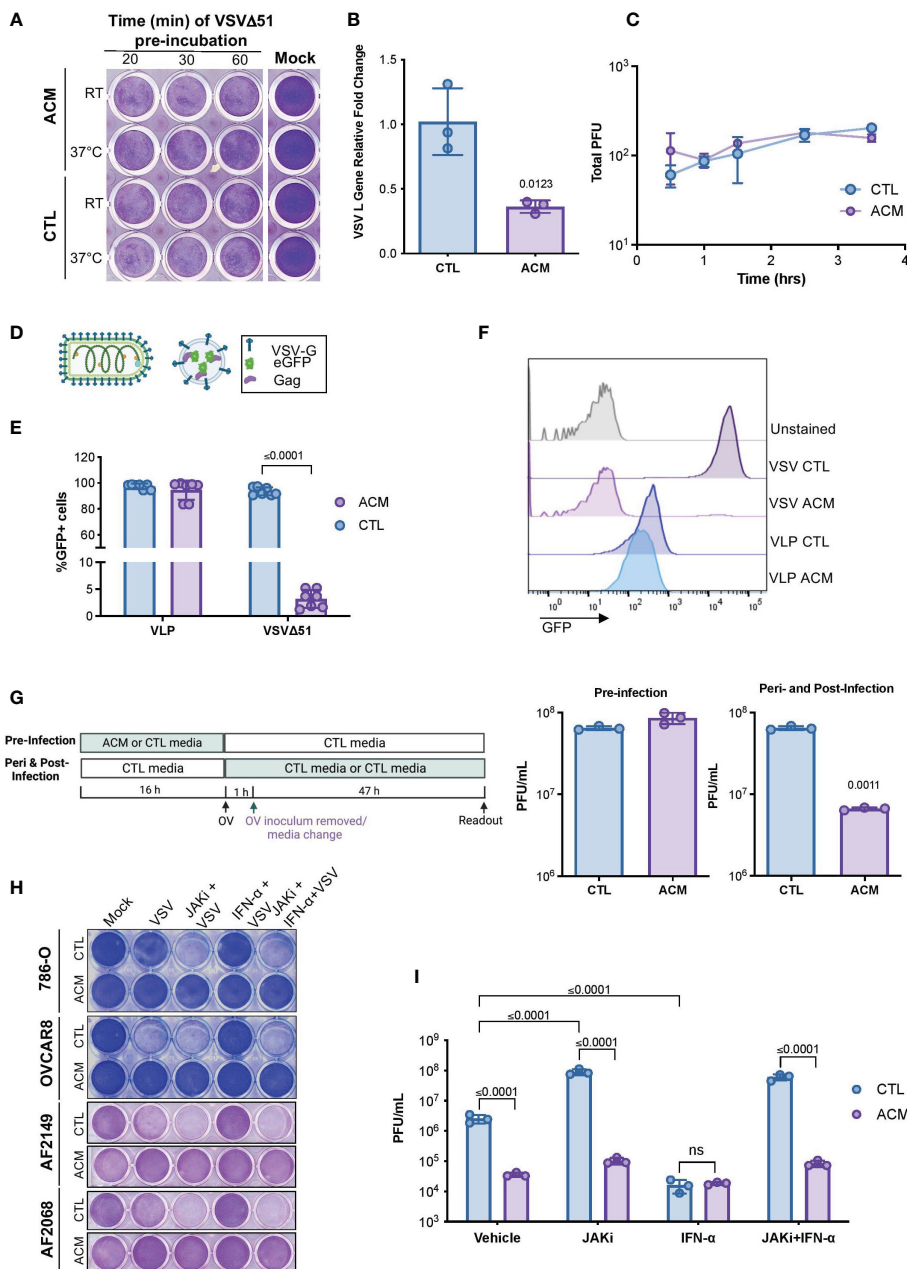 A
Time (min) of VSVΔ51
pre-incubation
20 30 60 Mock
ACM
RT
37°C
CTL
RT
37°C
B
VSV L Gene Relative Fold Change
1.5
1.0
0.5
0.0
0.0123
CTL ACM
C
Total PFU
10³
10²
10¹
0 1 2 3 4
Time (hrs)
CTL
ACM
D
VSV-G
eGFP
Gag
E
%GFP+ cells
120
100
80
60
10
5
0
≤0.0001
VLP VSVΔ51
ACM
CTL
F
Unstained
VSV CTL
VSV ACM
VLP CTL
VLP ACM
10⁰ 10¹ 10² 10³ 10⁴ 10⁵
GFP
G
Pre-Infection
ACM or CTL media CTL media
Peri & Post-
Infection
CTL media CTL media or CTL media
16 h 1 h 47 h
OV OV inoculum removed/
media change
Readout
Pre-infection
PFU/mL
10⁸
10⁷
10⁶
CTL ACM
Peri- and Post-Infection
PFU/mL
10⁸
10⁷
10⁶
0.0011
CTL ACM
H
Mock
VSV
JAKi +
VSV
IFN-α +
VSV
JAKi +
IFN-α+VSV
786-O
CTL
ACM
OVCAR8
CTL
ACM
AF2149
CTL
ACM
AF2068
CTL
ACM
I
PFU/mL
10⁹
10⁸
10⁷
10⁶
10⁵
10⁴
10³
≤0.0001
≤0.0001
≤0.0001
≤0.0001
ns
≤0.0001
Vehicle JAKi IFN-α JAKi+IFN-α
CTL
ACM